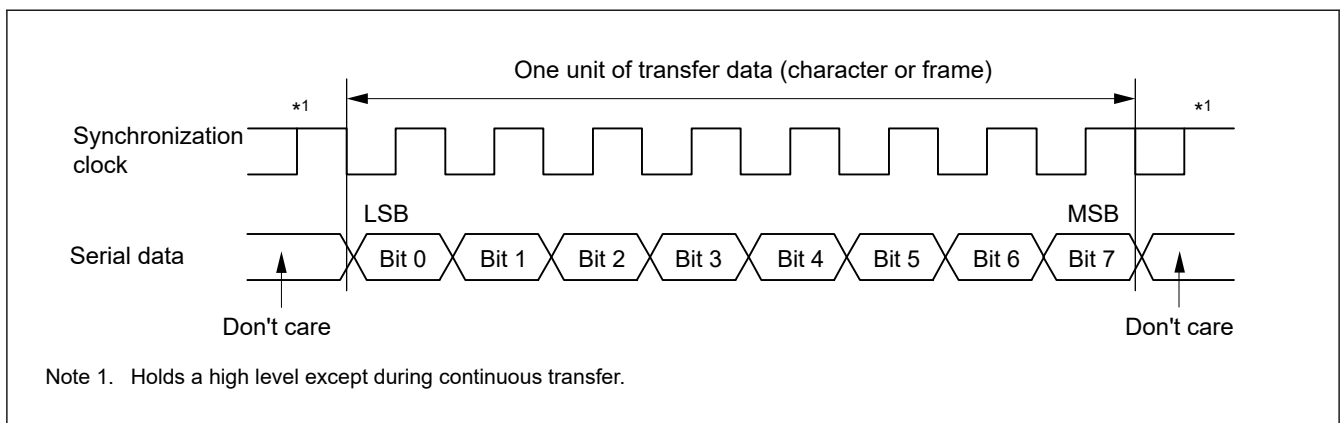 One unit of transfer data (character or frame)
*1
*1
Synchronization
clock
LSB
MSB
Serial data
Bit 0 Bit 1 Bit 2 Bit 3 Bit 4 Bit 5 Bit 6 Bit 7
Don't care
Don't care
Note 1. Holds a high level except during continuous transfer.